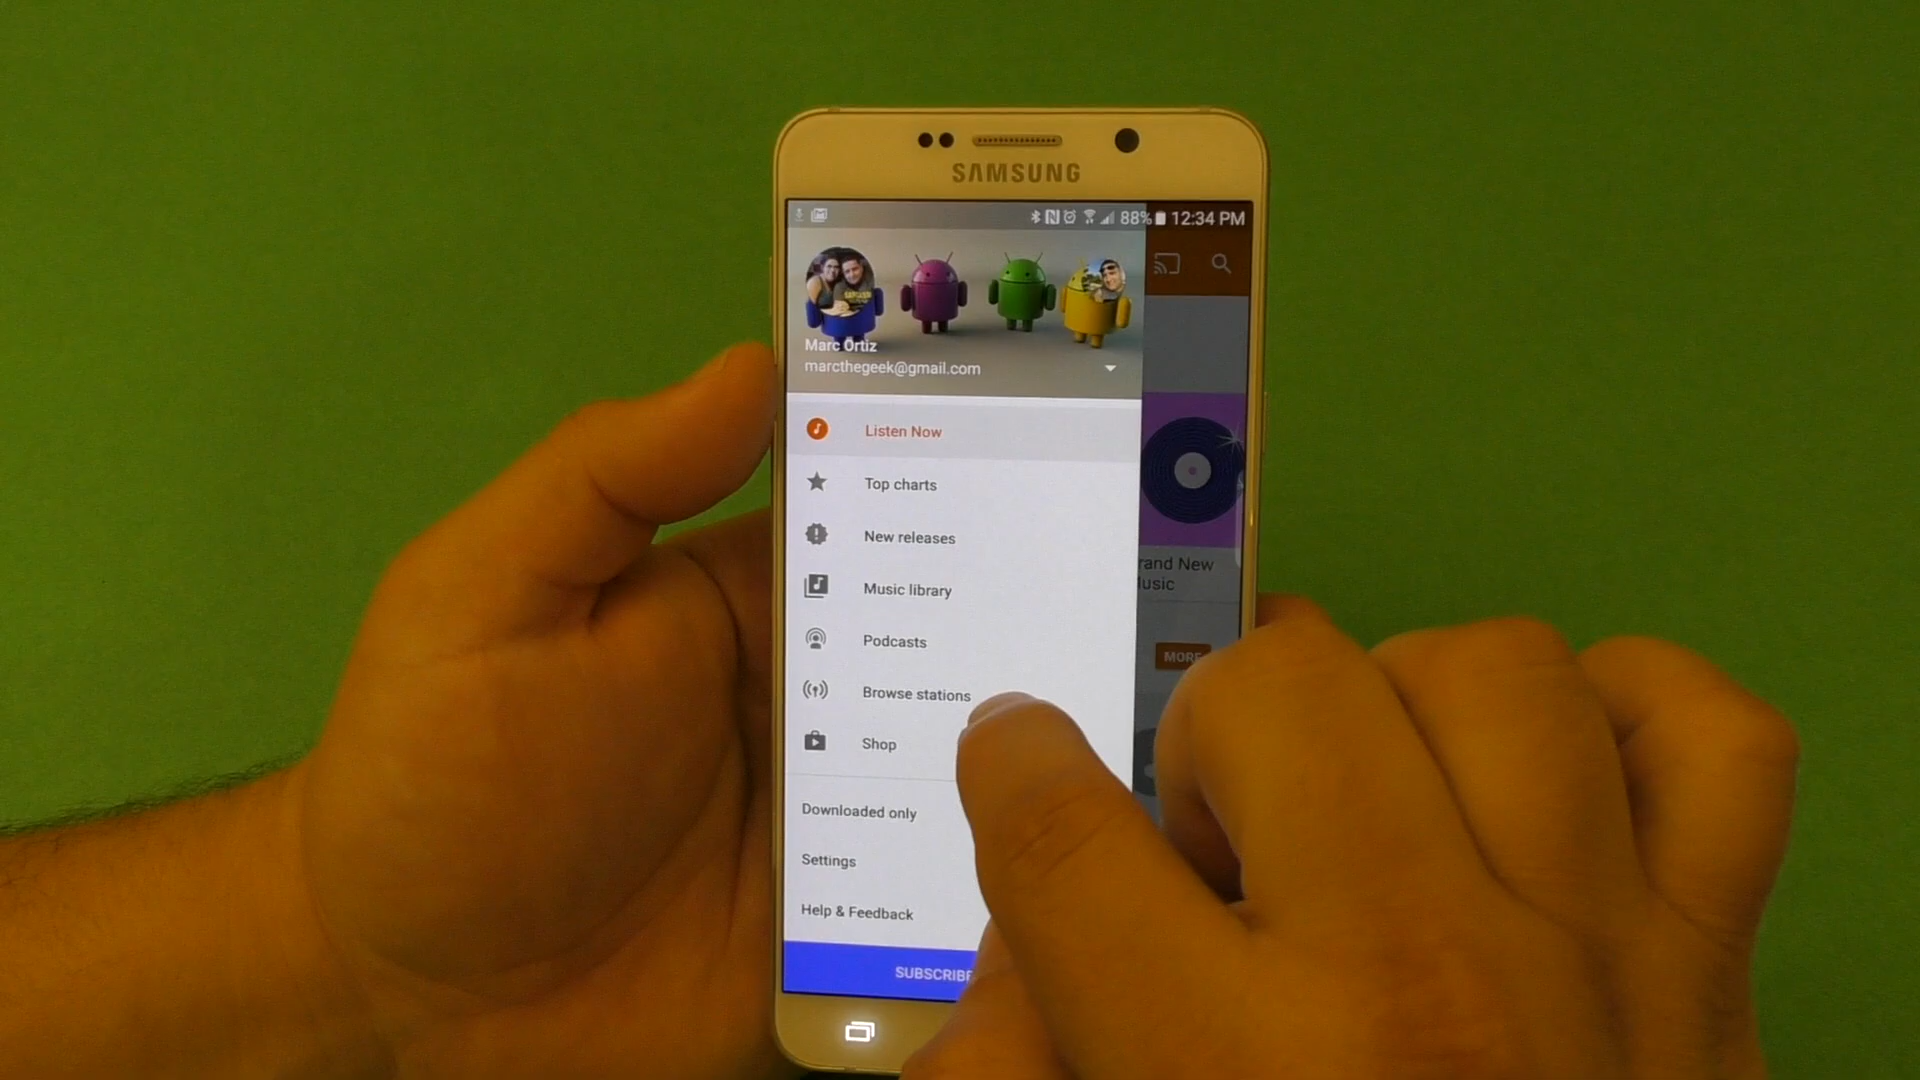 SAMSUNG
88% 12:34 PM
Marc Ortiz
marcthegeek@gmail.com
Listen Now
Top charts
New releases
Music library
Podcasts
Browse stations
Shop
Downloaded only
Settings
Help & Feedback
SUBSCRIBE
rand New
usic
MORE